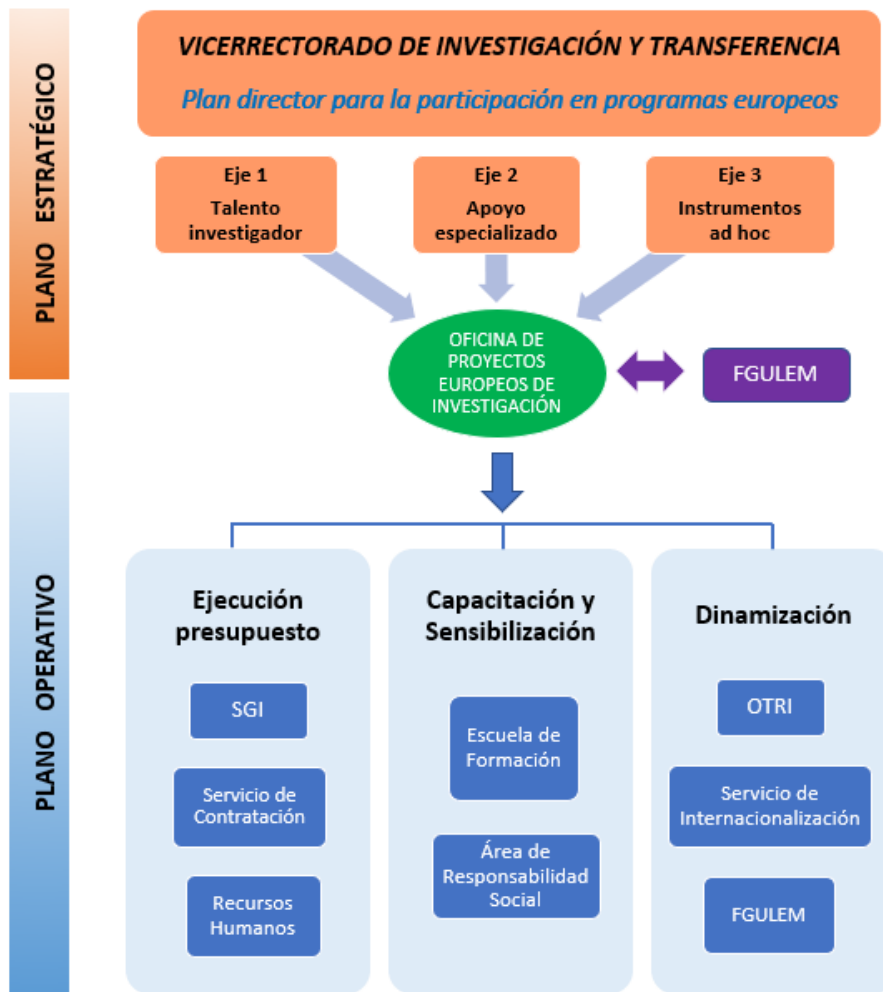 PLANO ESTRATÉGICO
VICERRECTORADO DE INVESTIGACIÓN Y TRANSFERENCIA
Plan director para la participación en programas europeos
Eje 1
Talento
investigador
Eje 2
Apoyo
especializado
Eje 3
Instrumentos
ad hoc
OFICINA DE
PROYECTOS
EUROPEOS DE
INVESTIGACIÓN
FGULEM
PLANO OPERATIVO
Ejecución
presupuesto
SGI
Servicio de
Contratación
Recursos
Humanos
Capacitación y
Sensibilización
Escuela de
Formación
Área de
Responsabilidad
Social
Dinamización
OTRI
Servicio de
Internacionalización
FGULEM